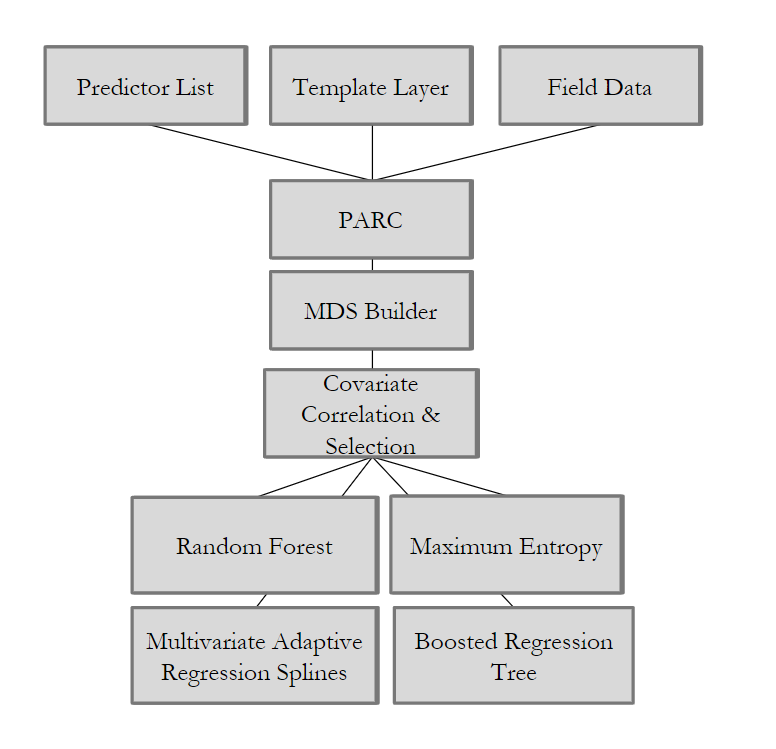 Predictor List
Template Layer
Field Data
PARC
MDS Builder
Covariate
Correlation &
Selection
Random Forest
Maximum Entropy
Multivariate Adaptive
Regression Splines
Boosted Regression
Tree